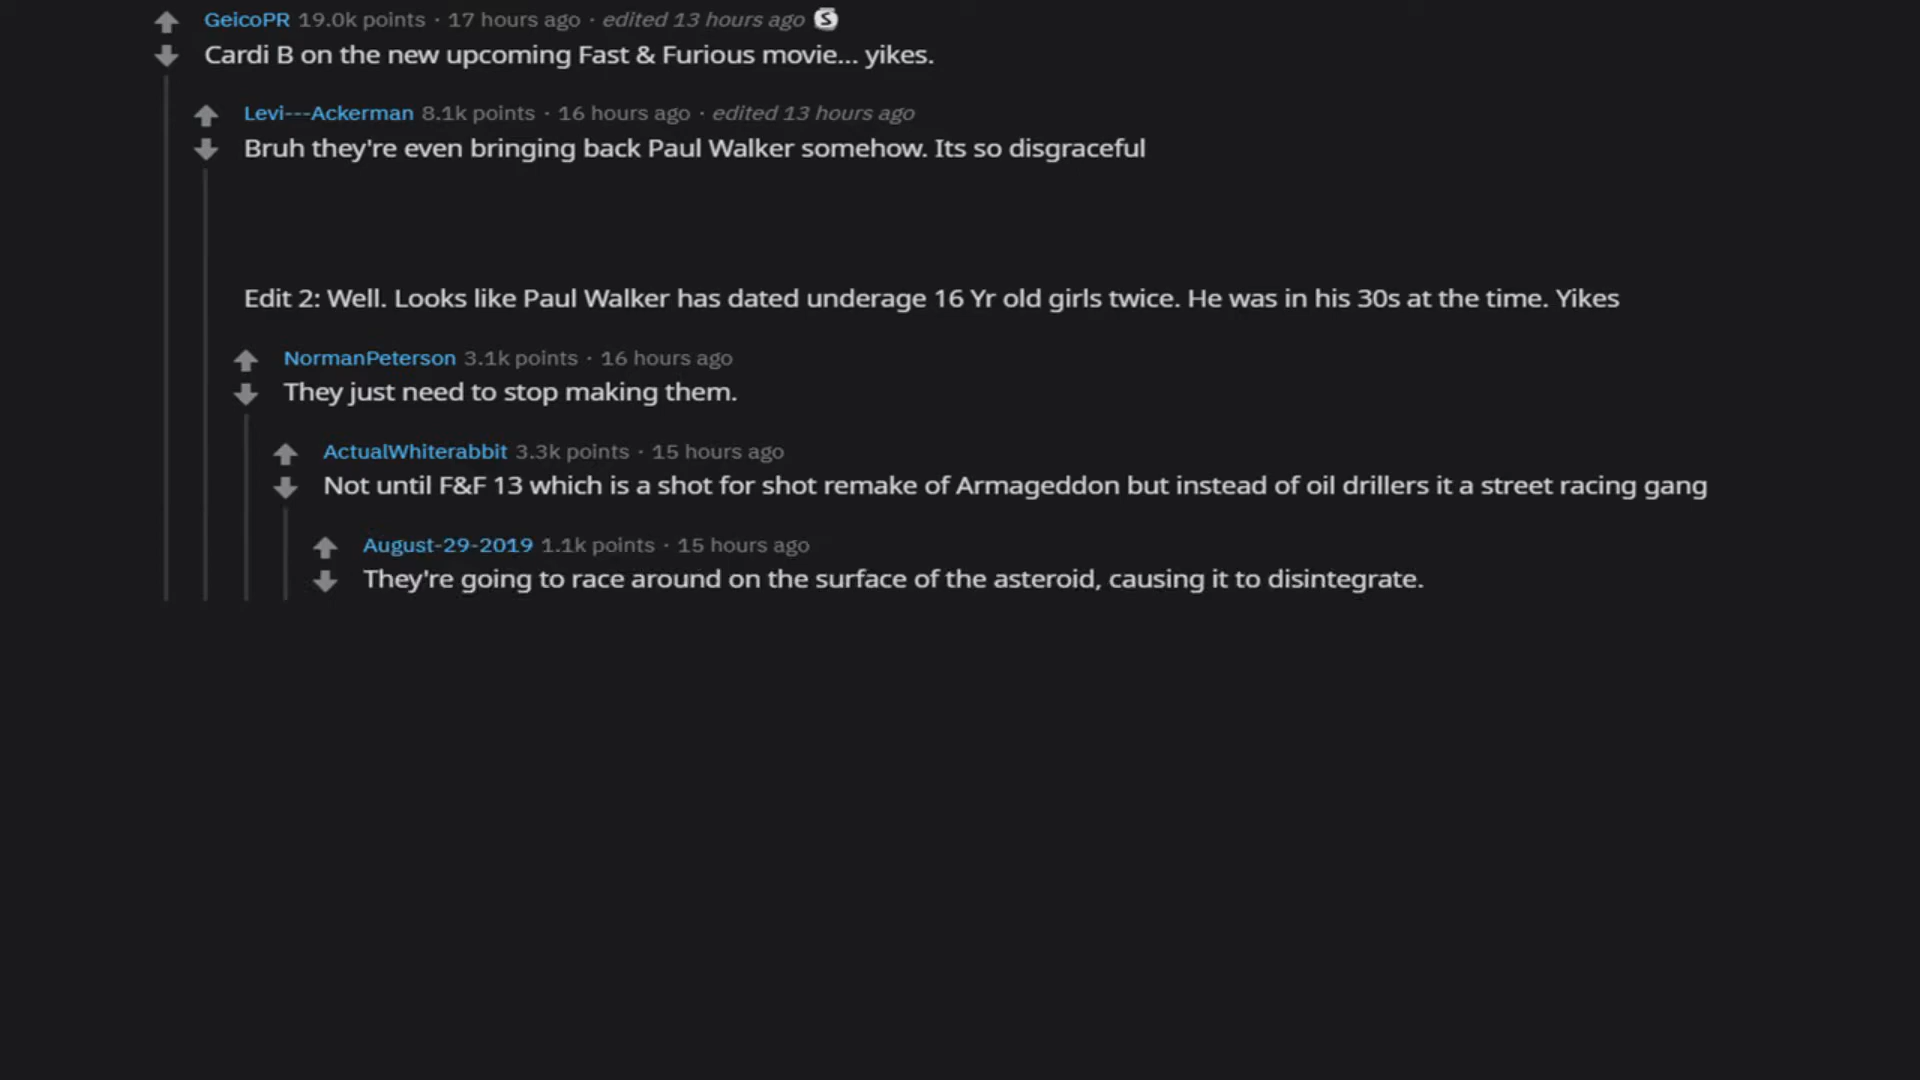 GeicoPR 19.0k points · 17 hours ago · edited 13 hours ago S
Cardi B on the new upcoming Fast & Furious movie... yikes.
Levi---Ackerman 8.1k points · 16 hours ago · edited 13 hours ago
Bruh they're even bringing back Paul Walker somehow. Its so disgraceful
Edit 2: Well. Looks like Paul Walker has dated underage 16 Yr old girls twice. He was in his 30s at the time. Yikes
NormanPeterson 3.1k points · 16 hours ago
They just need to stop making them.
ActualWhiterabbit 3.3k points · 15 hours ago
Not until F&F 13 which is a shot for shot remake of Armageddon but instead of oil drillers it a street racing gang
August-29-2019 1.1k points · 15 hours ago
They're going to race around on the surface of the asteroid, causing it to disintegrate.